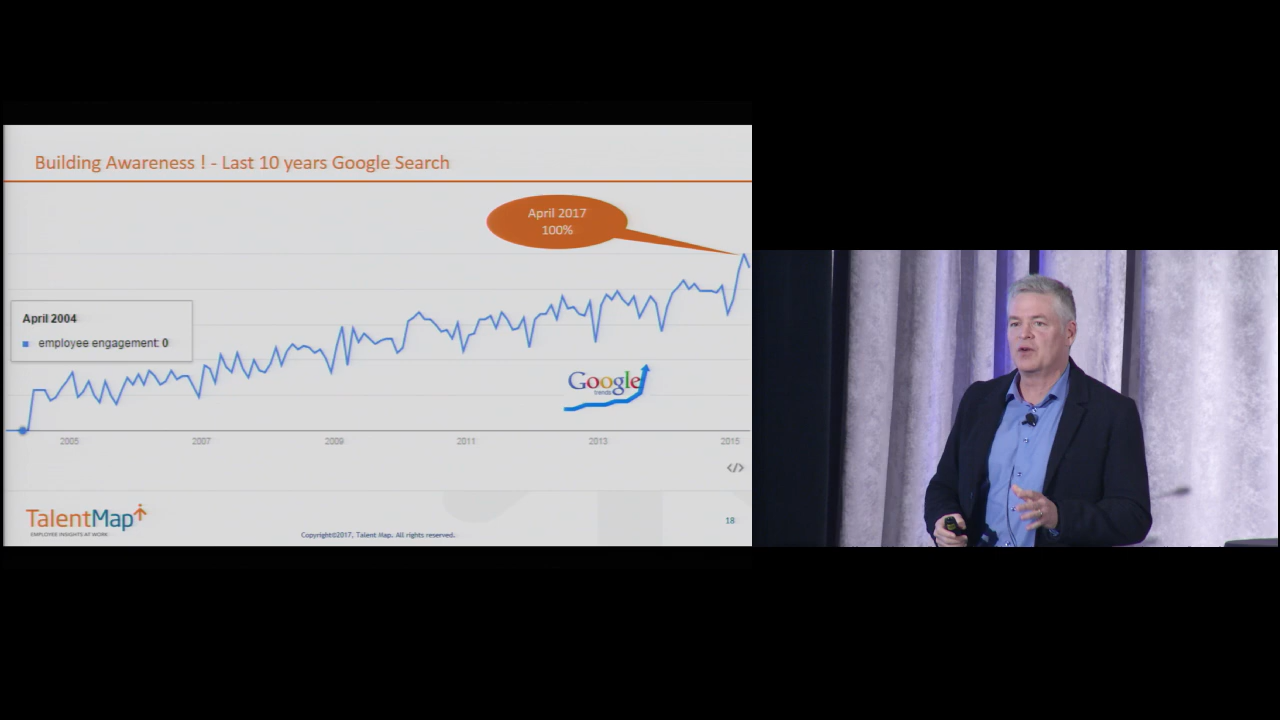 Building Awareness ! - Last 10 years Google Search
April 2017
100%
April 2004
employee engagement: 0
Google
trends
2005 2007 2009 2011 2013 2015
</>
TalentMap
EMPLOYEE INSIGHTS AT WORK
Copyright©2017, Talent Map. All rights reserved.
18